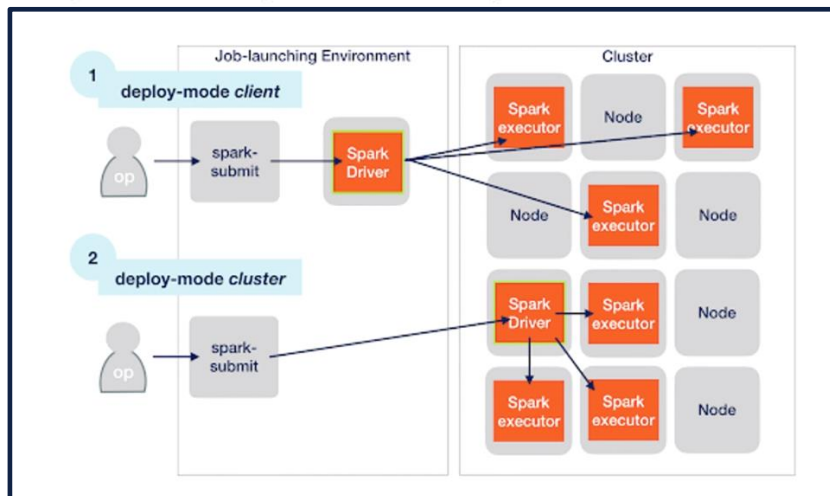 Job-launching Environment
Cluster
1
deploy-mode client
op
spark-
submit
Spark
Driver
Spark
executor
Node
Spark
executor
Node
Spark
executor
Node
2
deploy-mode cluster
op
spark-
submit
Spark
Driver
Spark
executor
Node
Spark
executor
Spark
executor
Node